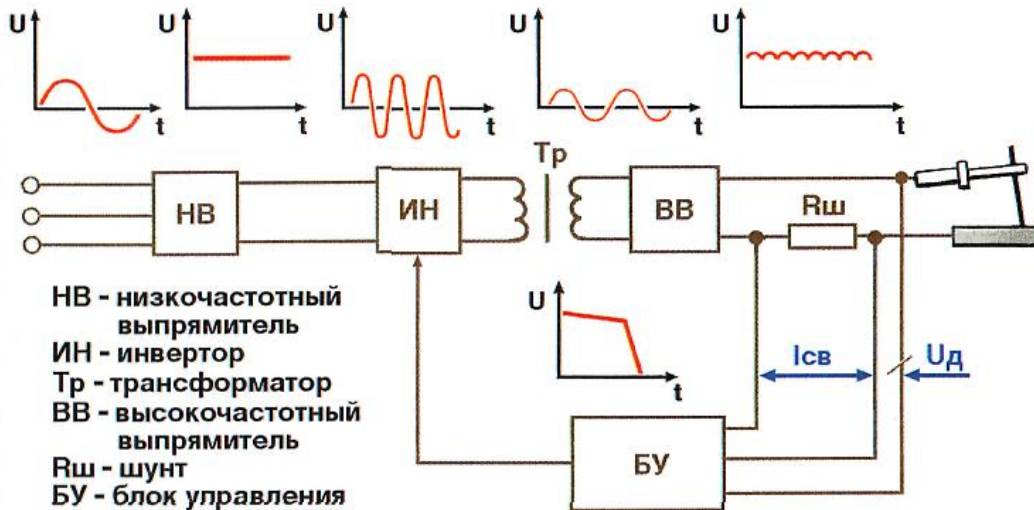 U U U U U
t t t t t
Тр
НВ ИН ВВ Rш
U
t
Iсв Uд
БУ
НВ - низкочастотный
выпрямитель
ИН - инвертор
Тр - трансформатор
ВВ - высокочастотный
выпрямитель
Rш - шунт
БУ - блок управления